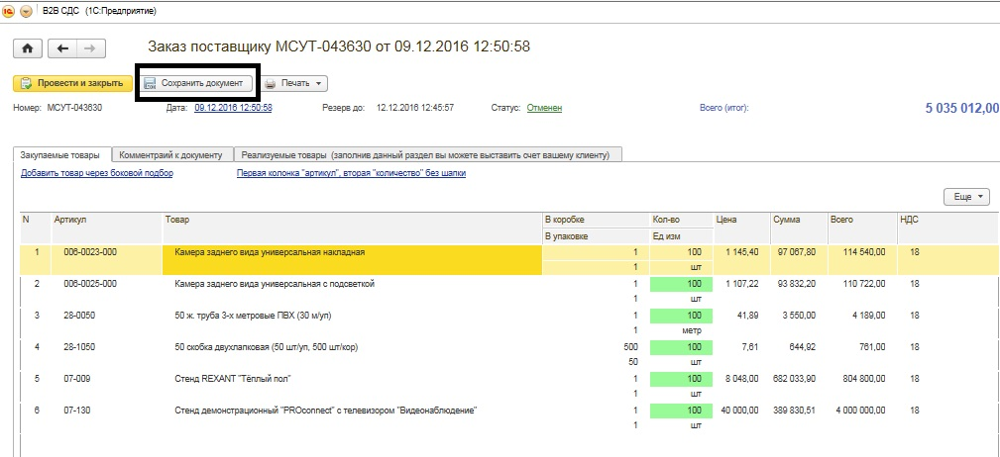 1С B2B СДС (1С:Предприятие)
Заказ поставщику МСУТ-043630 от 09.12.2016 12:50:58
Провести и закрыть Сохранить документ Печать
Номер: МСУТ-043630 Дата: 09.12.2016 12:50:58 Резерв до: 12.12.2016 12:45:57 Статус: Отменен Всего (итог): 5 035 012,00
Закупаемые товары Комментраий к документу Реализуемые товары (заполнив данный раздел вы можете выставить счет вашему клиенту)
Добавить товар через боковой подбор Первая колонка "артикул", вторая "количество" без шапки
Еще
N Артикул Товар В коробке Кол-во Цена Сумма Всего НДС
В упаковке Ед изм
1 006-0023-000 Камера заднего вида универсальная накладная 1 100 1 145,40 97 067,80 114 540,00 18
1 шт
2 006-0025-000 Камера заднего вида универсальная с подсветкой 1 100 1 107,22 93 832,20 110 722,00 18
1 шт
3 28-0050 50 ж. труба 3-х метровые ПВХ (30 м/уп) 1 100 41,89 3 550,00 4 189,00 18
1 метр
4 28-1050 50 скобка двухлапковая (50 шт/уп, 500 шт/кор) 500 100 7,61 644,92 761,00 18
50 шт
5 07-009 Стенд REXANT "Тёплый пол" 1 100 8 048,00 682 033,90 804 800,00 18
1 шт
6 07-130 Стенд демонстрационный "PROconnect" с телевизором "Видеонаблюдение" 1 100 40 000,00 389 830,51 4 000 000,00 18
1 шт